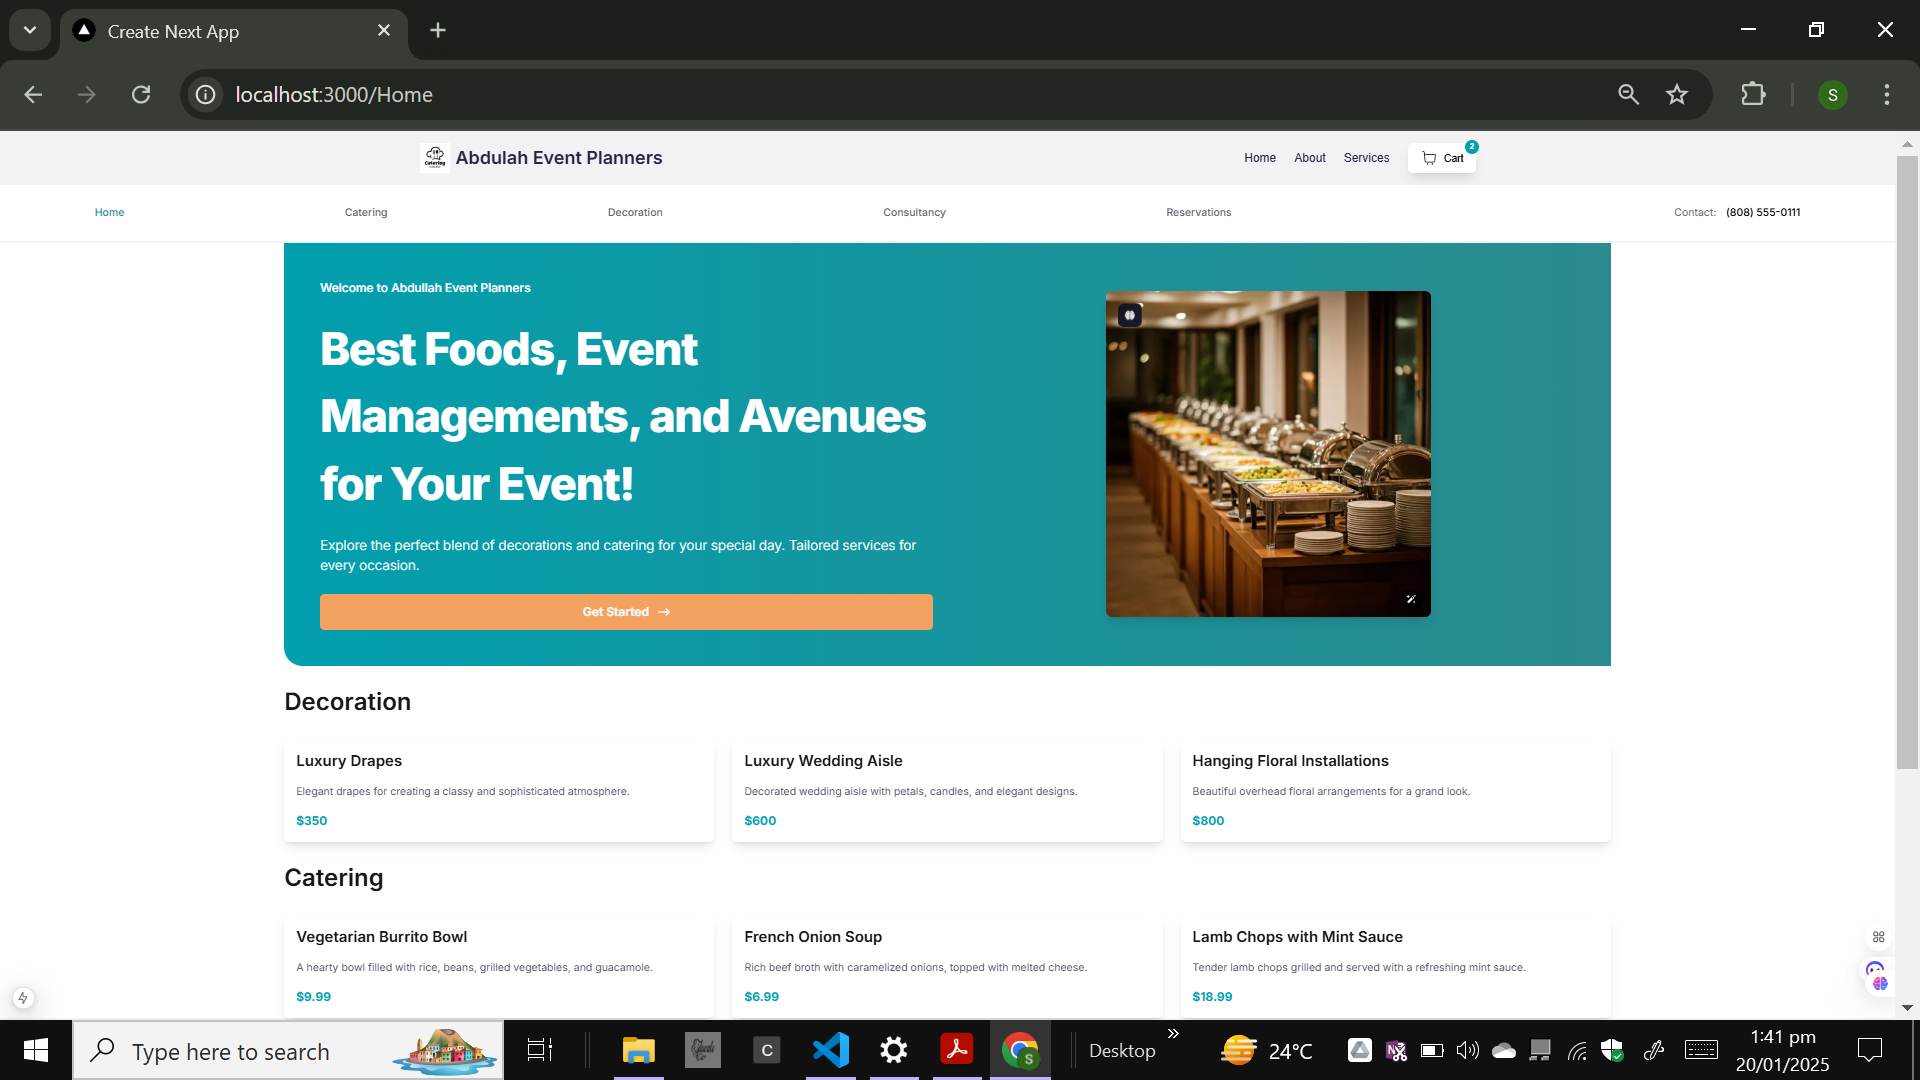 Create Next App
localhost:3000/Home
S
Catering
Abdulah Event Planners
Home About Services Cart 2
Home Catering Decoration Consultancy Reservations Contact: (808) 555-0111
Welcome to Abdullah Event Planners
Best Foods, Event
Managements, and Avenues
for Your Event!
Explore the perfect blend of decorations and catering for your special day. Tailored services for
every occasion.
Get Started →
Decoration
Luxury Drapes
Elegant drapes for creating a classy and sophisticated atmosphere.
$350
Luxury Wedding Aisle
Decorated wedding aisle with petals, candles, and elegant designs.
$600
Hanging Floral Installations
Beautiful overhead floral arrangements for a grand look.
$800
Catering
Vegetarian Burrito Bowl
A hearty bowl filled with rice, beans, grilled vegetables, and guacamole.
$9.99
French Onion Soup
Rich beef broth with caramelized onions, topped with melted cheese.
$6.99
Lamb Chops with Mint Sauce
Tender lamb chops grilled and served with a refreshing mint sauce.
$18.99
Type here to search
C
S
Desktop
24°C
1:41 pm
20/01/2025